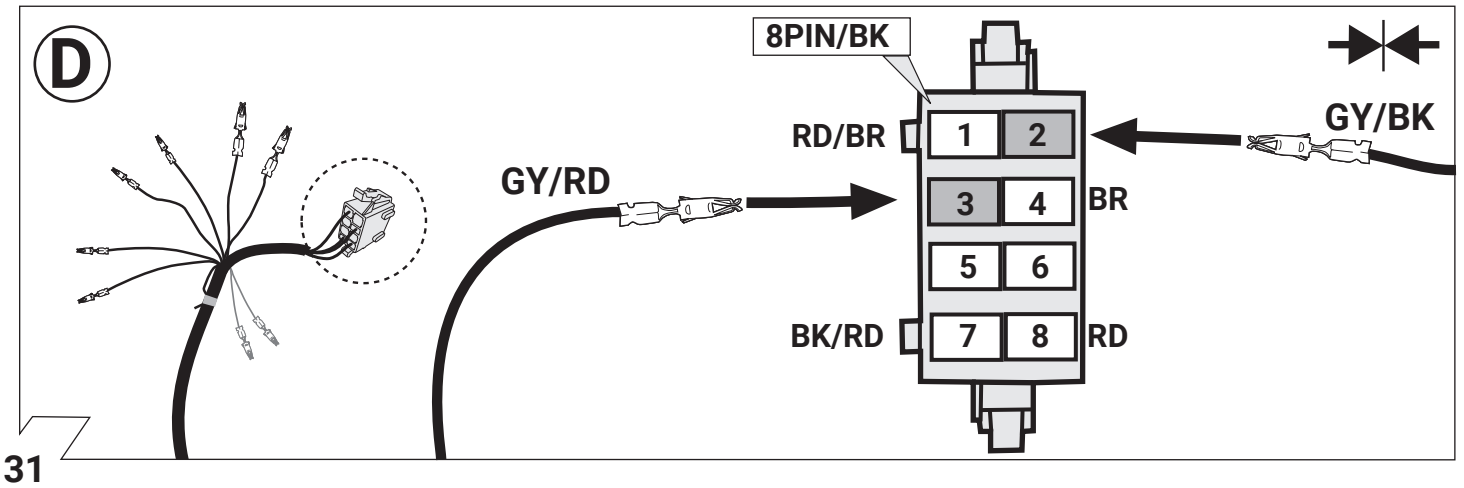 D
8PIN/BK
GY/BK
RD/BR 1 2
GY/RD
3 4 BR
5 6
BK/RD 7 8 RD
31